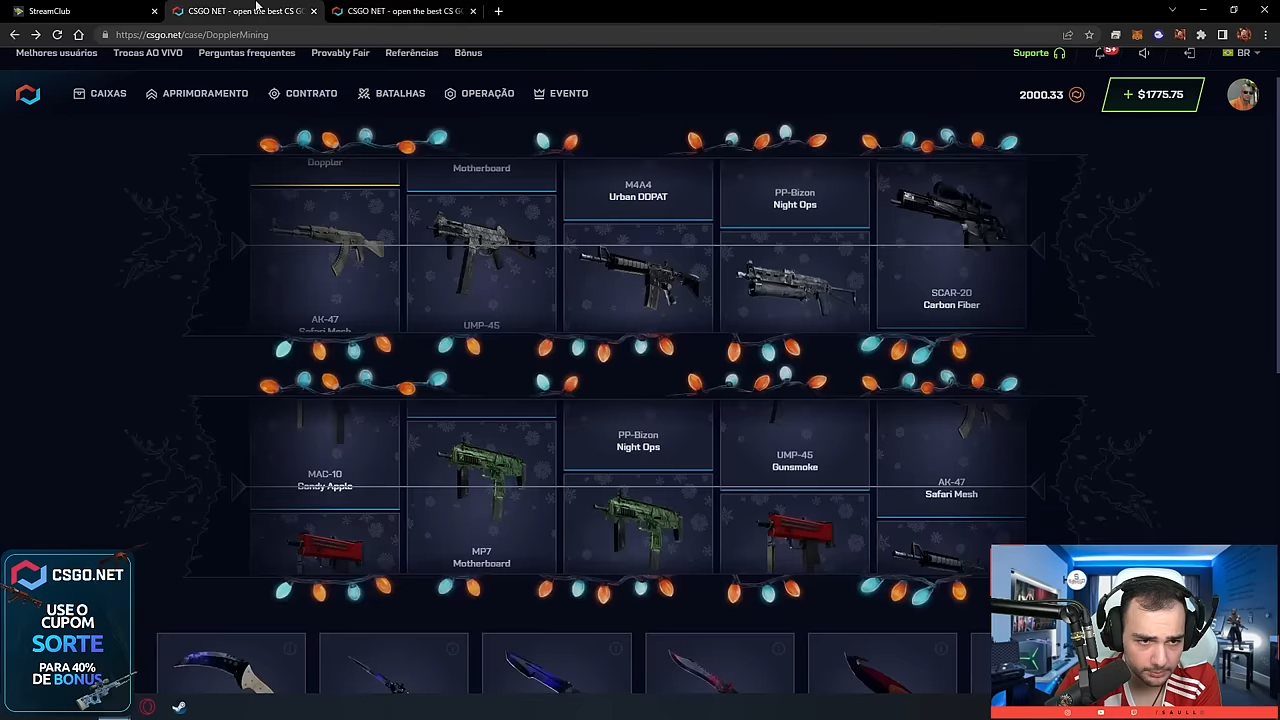 StreamClub
CSGO NET - open the best CS G
CSGO NET - open the best CS GC
https://csgo.net/case/DopplerMining
Melhores usuários
Trocas AO VIVO
Perguntas frequentes
Provably Fair
Referências
Bônus
Suporte
5+
BR
CAIXAS
APRIMORAMENTO
CONTRATO
BATALHAS
OPERAÇÃO
EVENTO
2000.33
+ $1775.75
Doppler
Motherboard
M4A4
Urban DDPAT
PP-Bizon
Night Ops
AK-47
Safari Mesh
UMP-45
SCAR-20
Carbon Fiber
MAC-10
Candy Apple
MP7
Motherboard
PP-Bizon
Night Ops
UMP-45
Gunsmoke
AK-47
Safari Mesh
CSGO.NET
USE O
CUPOM
SORTE
PARA 40%
DE BONUS